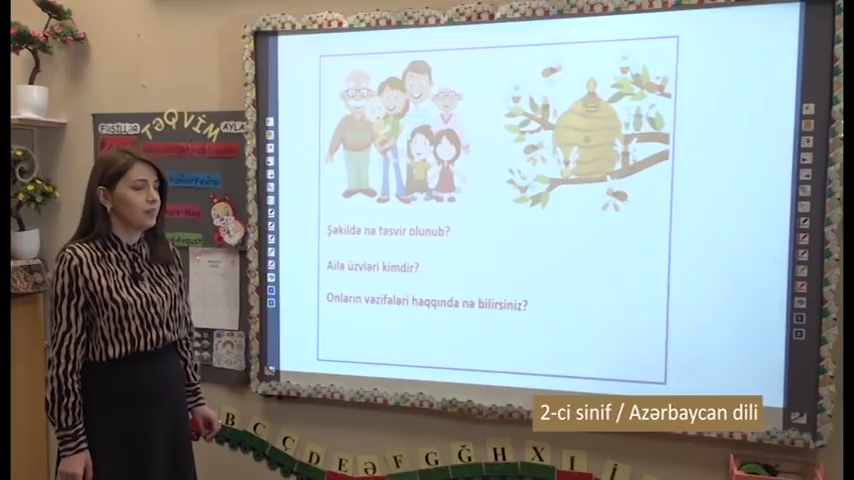 TƏQVİM
FƏSİLLƏR
AYLA
Şəkildə nə təsvir olunub?
Ailə üzvləri kimdir?
Onların vəzifələri haqqında nə bilirsiniz?
2-ci sinif / Azərbaycan dili
B C Ç D E Ə F G Ğ H X I İ